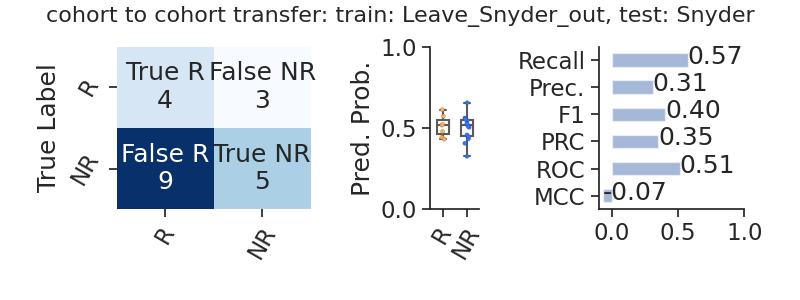 cohort to cohort transfer: train: Leave_Snyder_out, test: Snyder
True Label
R
NR
True R
4
False NR
3
False R
9
True NR
5
R
NR
Pred. Prob.
1.0
0.5
0.0
R
NR
Recall
0.57
Prec.
0.31
F1
0.40
PRC
0.35
ROC
0.51
MCC
-0.07
0.0
0.5
1.0